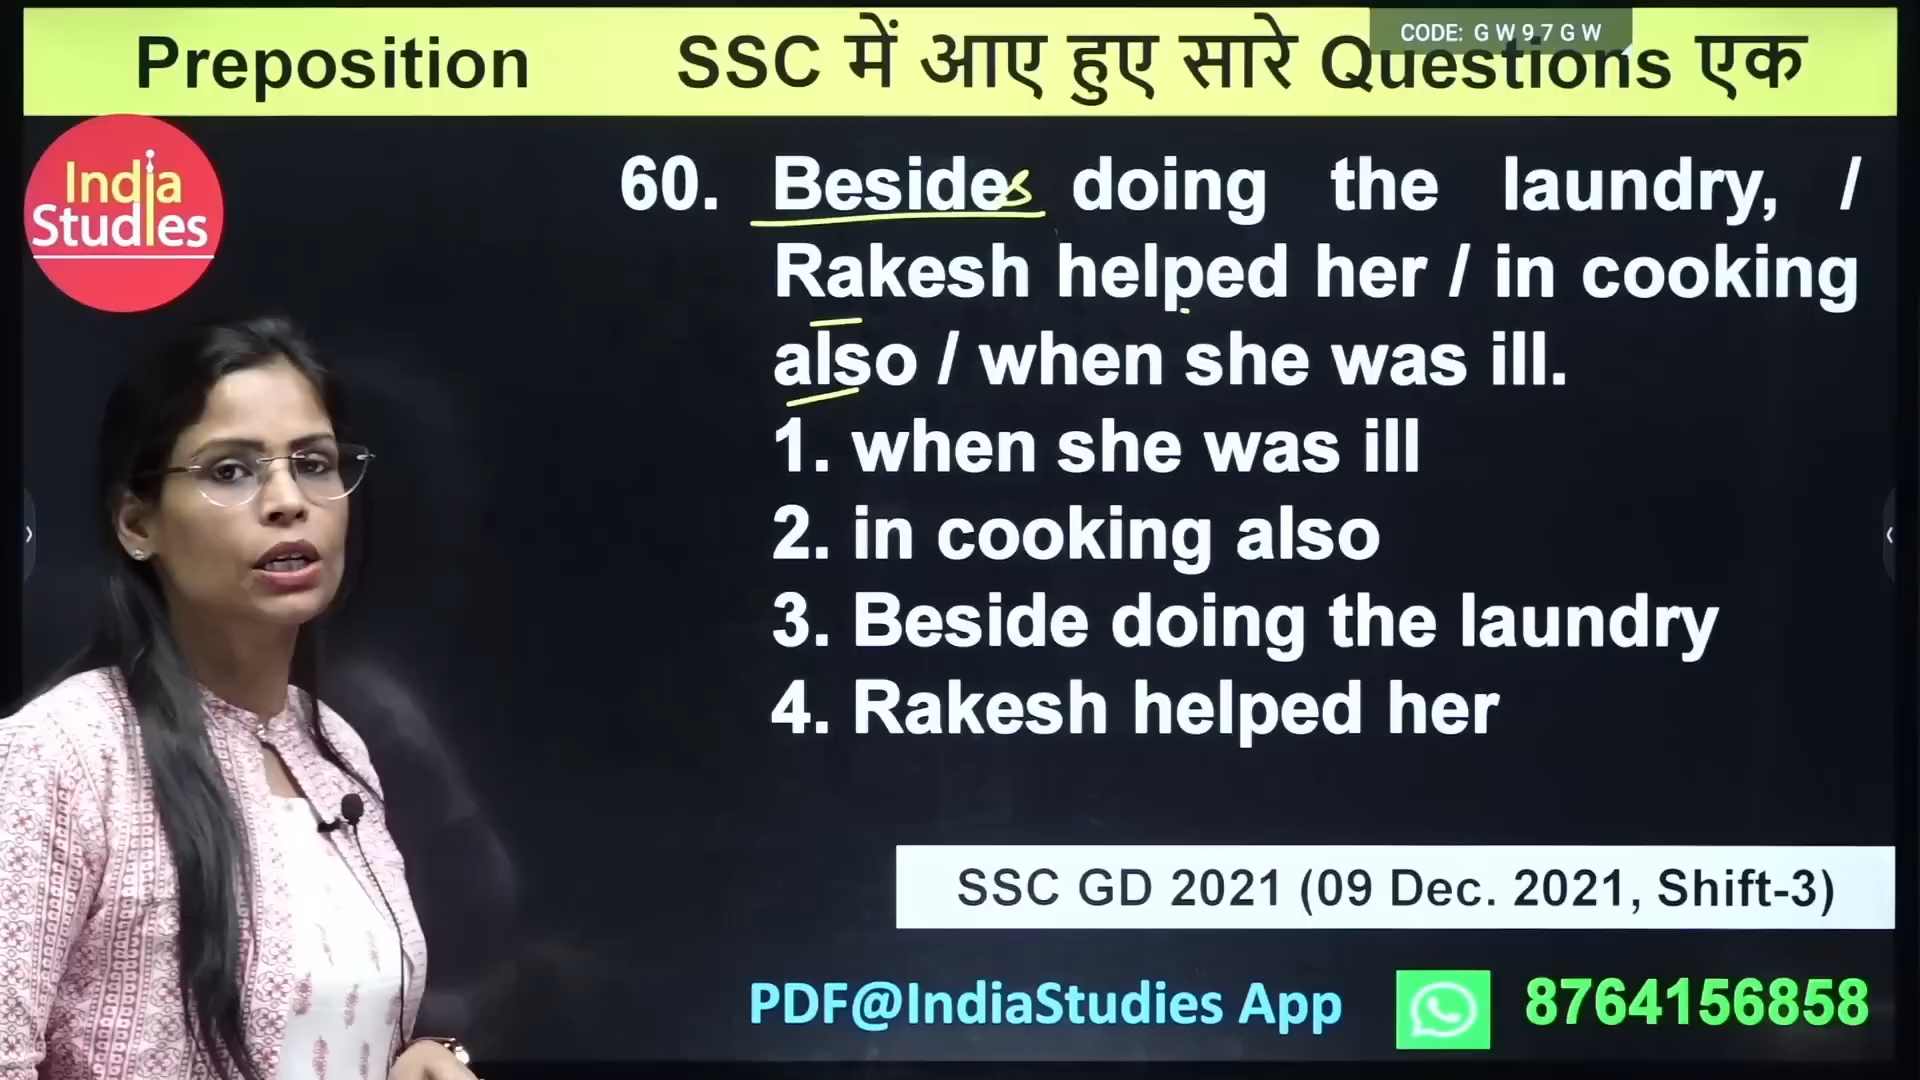 CODE: G W 9 7 G W
Preposition SSC में आए हुए सारे Questions एक
India
Studies
60. Besides doing the laundry, /
Rakesh helped her / in cooking
also / when she was ill.
1. when she was ill
2. in cooking also
3. Beside doing the laundry
4. Rakesh helped her
SSC GD 2021 (09 Dec. 2021, Shift-3)
PDF@IndiaStudies App 8764156858